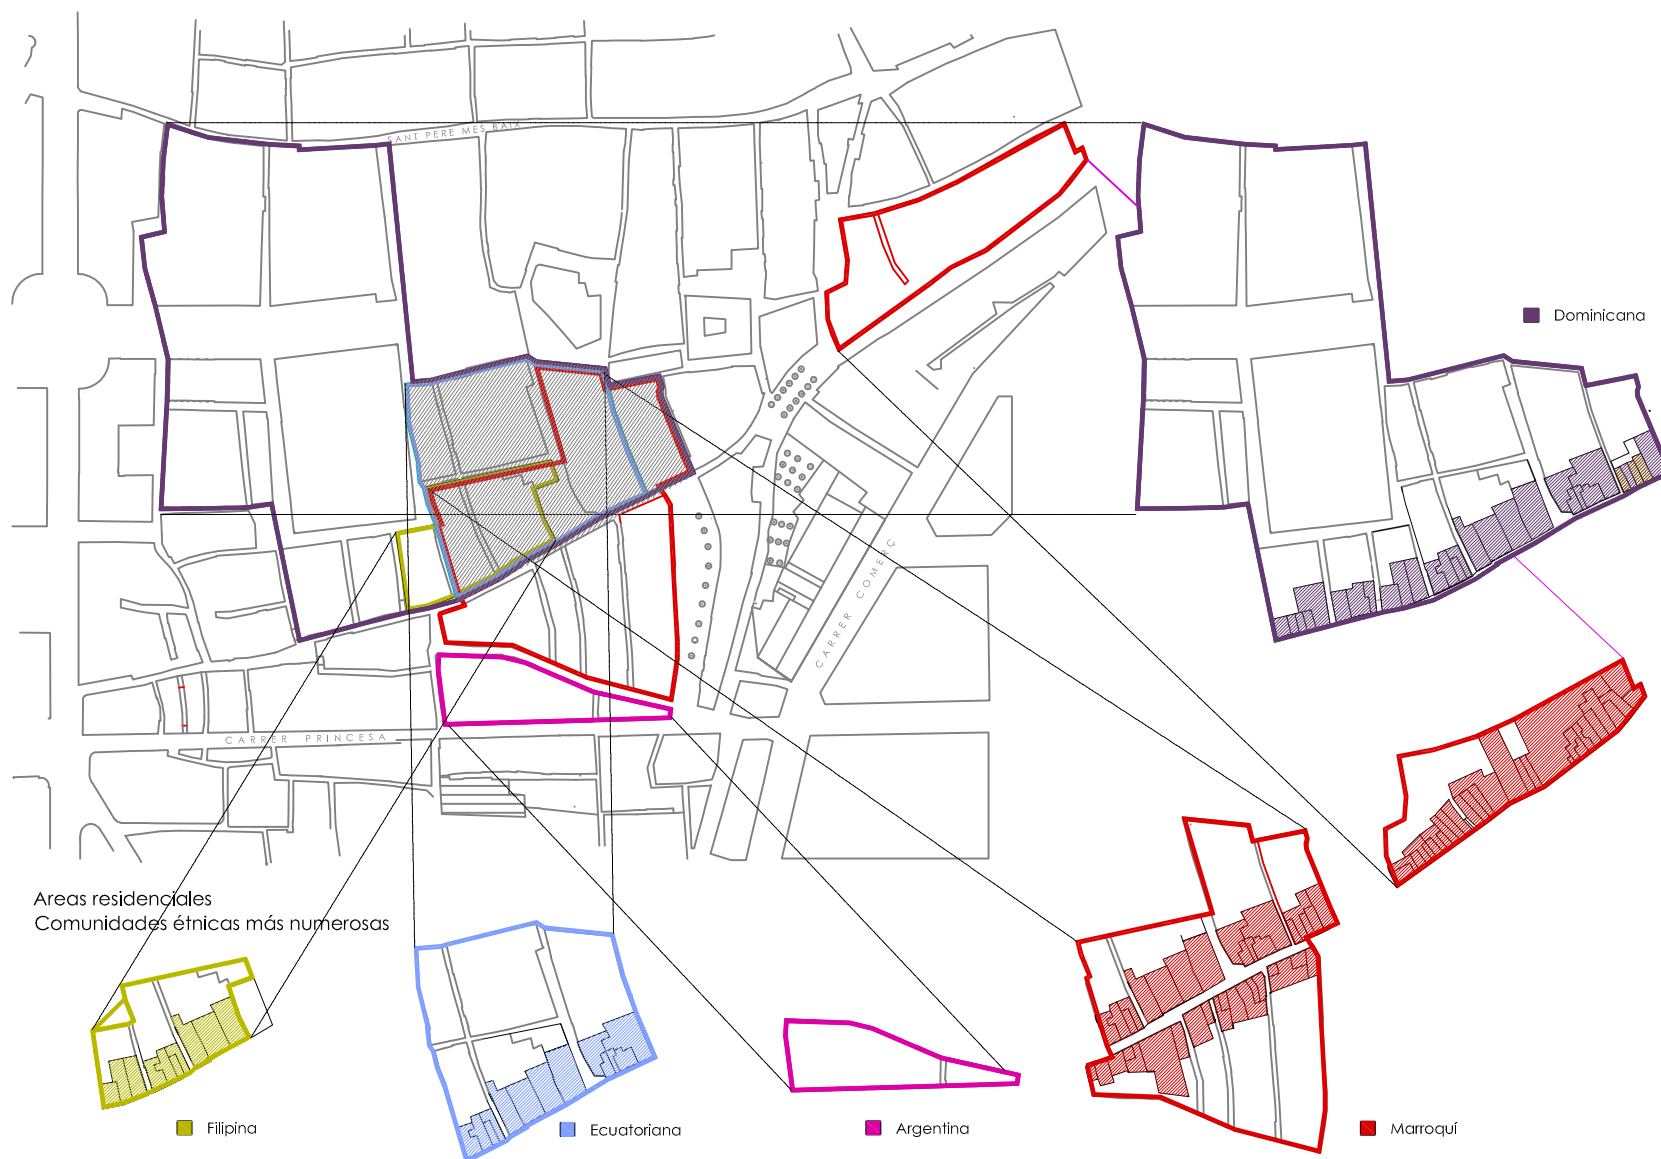 SANT PERE MES BAIX
Dominicana
CARRER COMERÇ
CARRER PRINCESA
Areas residenciales
Comunidades étnicas más numerosas
Filipina
Ecuatoriana
Argentina
Marroquí